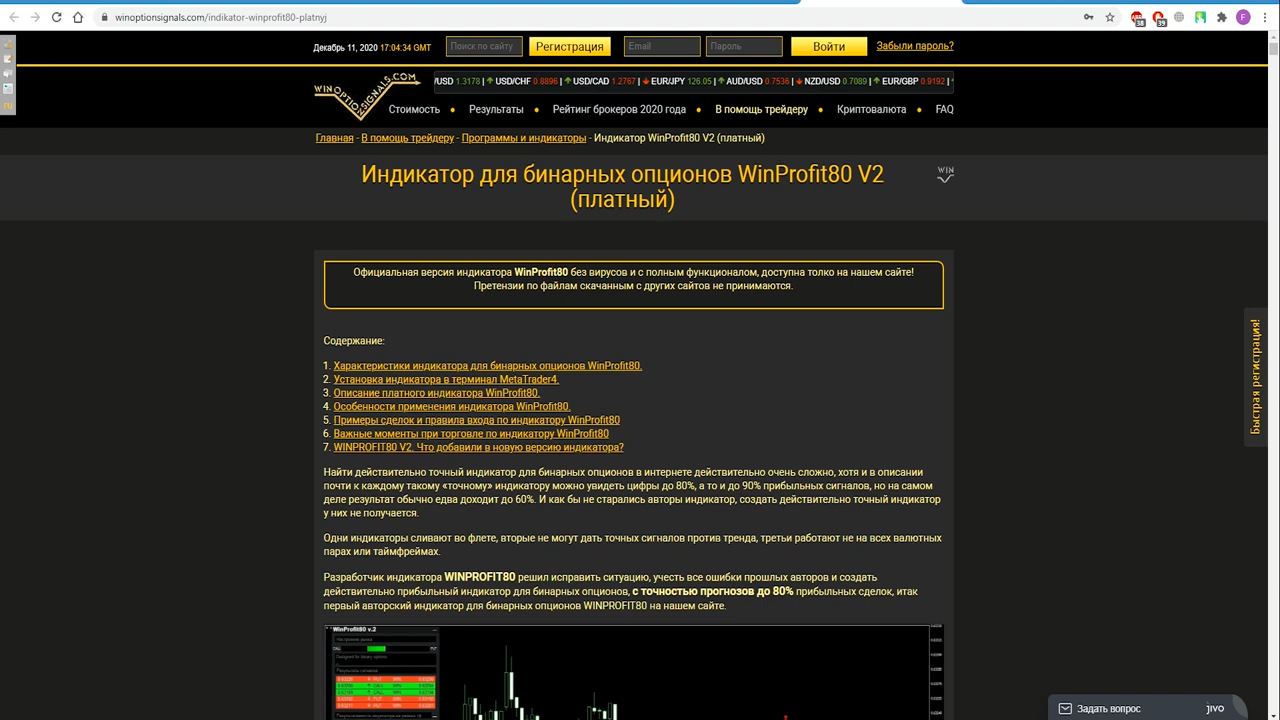 winoptionsignals.com/indikator-winprofit80-platnyj
38
39
F
ru
Декабрь 11, 2020 17:04:34 GMT
Поиск по сайту
Регистрация
Email
Пароль
Войти
Забыли пароль?
WINOPTIONSIGNALS.COM
/USD 1.3178 | USD/CHF 0.8896 | USD/CAD 1.2767 | EUR/JPY 126.05 | AUD/USD 0.7536 | NZD/USD 0.7089 | EUR/GBP 0.9192 |
Стоимость • Результаты • Рейтинг брокеров 2020 года • В помощь трейдеру • Криптовалюта • FAQ
Главная - В помощь трейдеру - Программы и индикаторы - Индикатор WinProfit80 V2 (платный)
Индикатор для бинарных опционов WinProfit80 V2
(платный)
WIN
Официальная версия индикатора WinProfit80 без вирусов и с полным функционалом, доступна толко на нашем сайте!
Претензии по файлам скачанным с других сайтов не принимаются.
Быстрая регистрация!
Содержание:
1. Характеристики индикатора для бинарных опционов WinProfit80.
2. Установка индикатора в терминал MetaTrader4.
3. Описание платного индикатора WinProfit80.
4. Особенности применения индикатора WinProfit80.
5. Примеры сделок и правила входа по индикатору WinProfit80
6. Важные моменты при торговле по индикатору WinProfit80
7. WINPROFIT80 V2. Что добавили в новую версию индикатора?
Найти действительно точный индикатор для бинарных опционов в интернете действительно очень сложно, хотя и в описании
почти к каждому такому «точному» индикатору можно увидеть цифры до 80%, а то и до 90% прибыльных сигналов, но на самом
деле результат обычно едва доходит до 60%. И как бы не старались авторы индикатор, создать действительно точный индикатор
у них не получается.
Одни индикаторы сливают во флете, вторые не могут дать точных сигналов против тренда, третьи работают не на всех валютных
парах или таймфреймах.
Разработчик индикатора WINPROFIT80 решил исправить ситуацию, учесть все ошибки прошлых авторов и создать
действительно прибыльный индикатор для бинарных опционов, с точностью прогнозов до 80% прибыльных сделок, итак
первый авторский индикатор для бинарных опционов WINPROFIT80 на нашем сайте.
WinProfit80 v.2
Designed for binary options
Задать вопрос
jivo